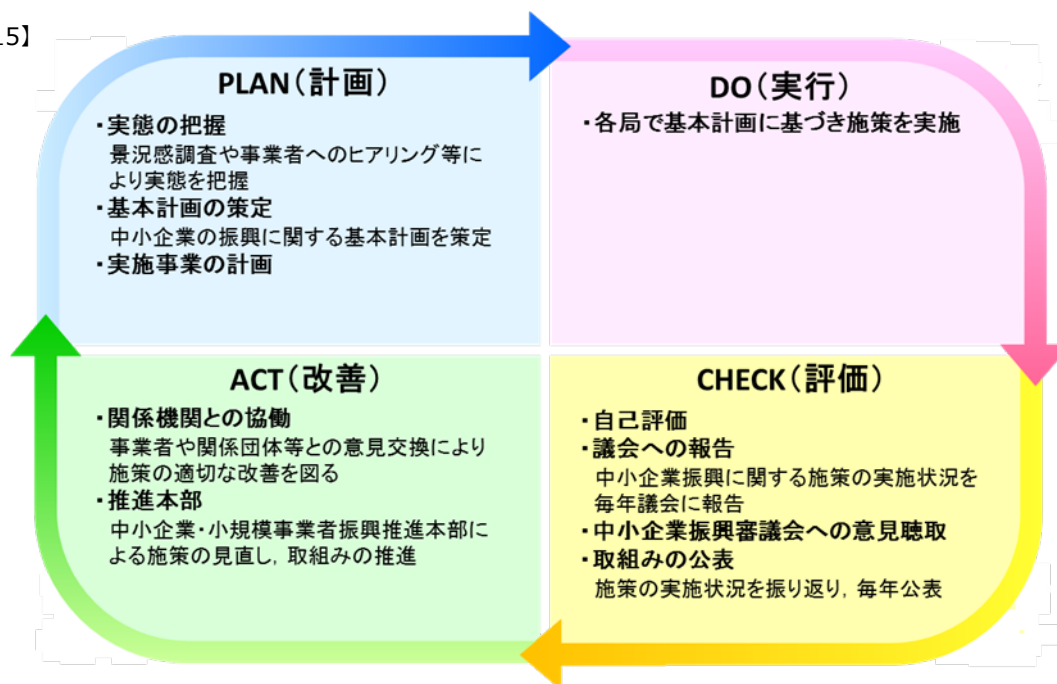 .5】
PLAN(計画)
・実態の把握
景況感調査や事業者へのヒアリング等に
より実態を把握
・基本計画の策定
中小企業の振興に関する基本計画を策定
・実施事業の計画
DO(実行)
・各局で基本計画に基づき施策を実施
ACT(改善)
・関係機関との協働
事業者や関係団体等との意見交換により
施策の適切な改善を図る
・推進本部
中小企業・小規模事業者振興推進本部に
よる施策の見直し, 取組みの推進
CHECK(評価)
・自己評価
・議会への報告
中小企業振興に関する施策の実施状況を
毎年議会に報告
・中小企業振興審議会への意見聴取
・取組みの公表
施策の実施状況を振り返り, 毎年公表